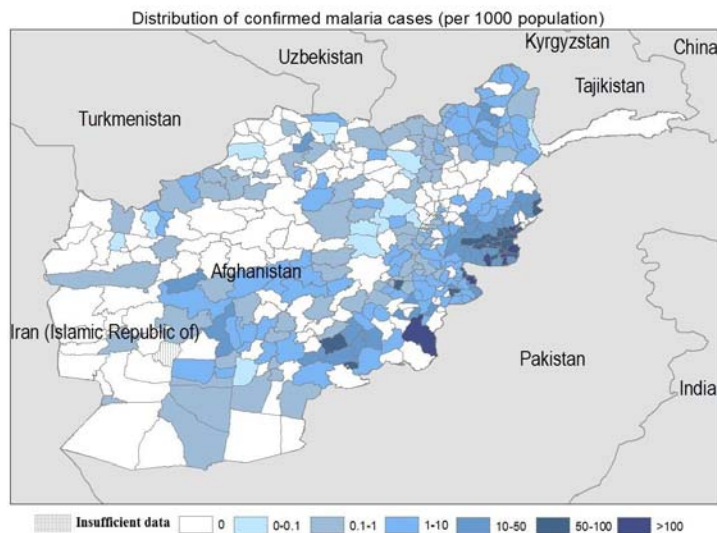 Distribution of confirmed malaria cases (per 1000 population)
Kyrgyzstan
China
Uzbekistan
Tajikistan
Turkmenistan
Afghanistan
Iran (Islamic Republic of)
Pakistan
India
Insufficient data 0 0-0.1 0.1-1 1-10 10-50 50-100 >100